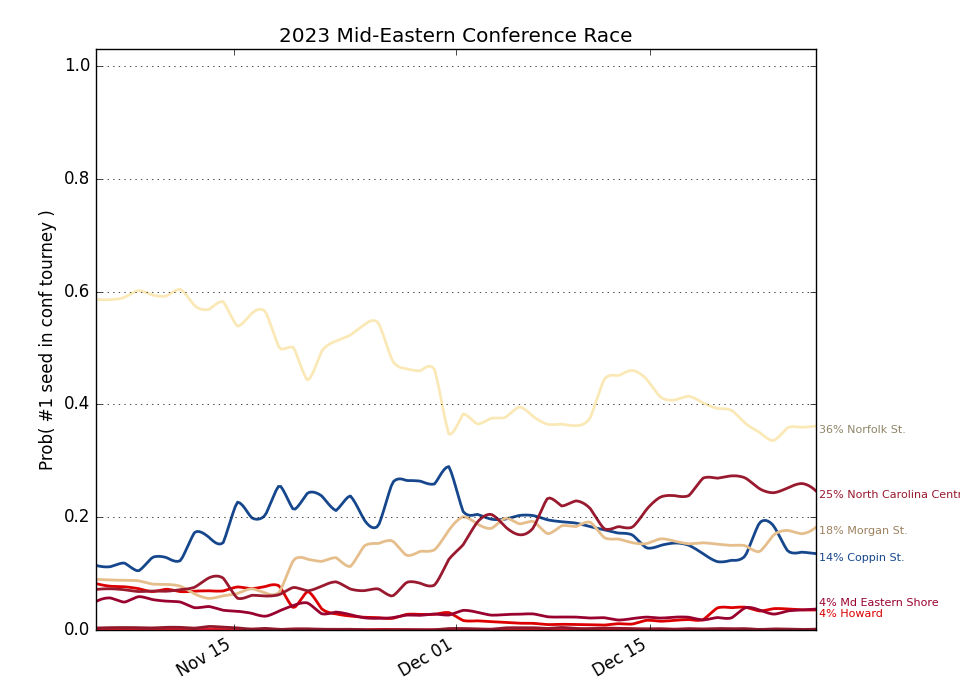 2023 Mid-Eastern Conference Race
Prob( #1 seed in conf tourney )
1.0
0.8
0.6
0.4
0.2
0.0
Nov 15
Dec 01
Dec 15
36% Norfolk St.
25% North Carolina Centr
18% Morgan St.
14% Coppin St.
4% Md Eastern Shore
4% Howard